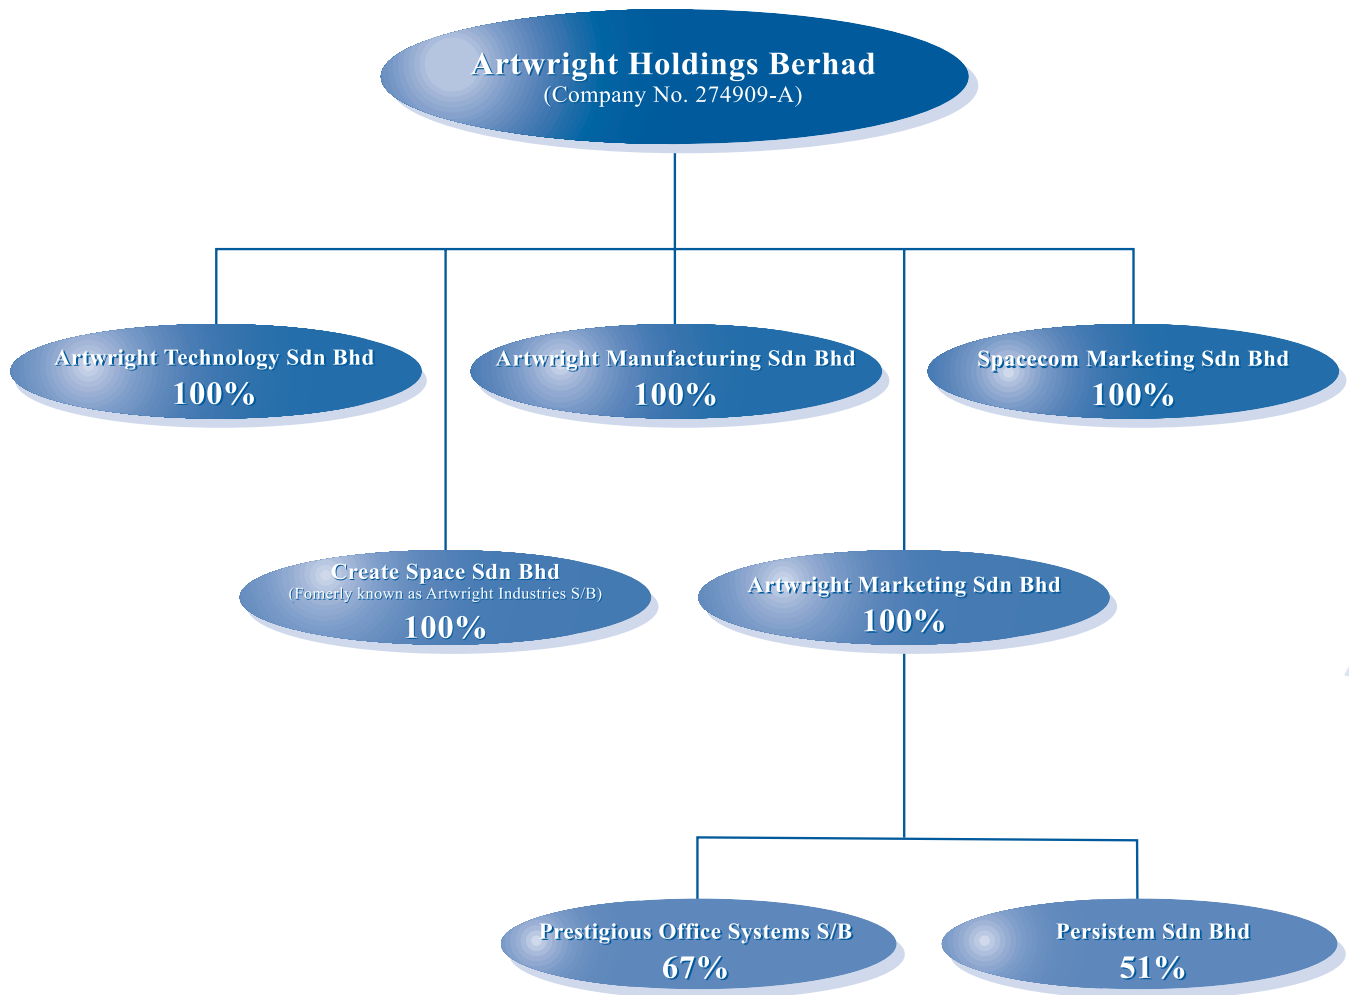 Artwright Holdings Berhad
(Company No. 274909-A)
Artwright Technology Sdn Bhd
100%
Artwright Manufacturing Sdn Bhd
100%
Spacecom Marketing Sdn Bhd
100%
Create Space Sdn Bhd
(Fomerly known as Artwright Industries S/B)
100%
Artwright Marketing Sdn Bhd
100%
Prestigious Office Systems S/B
67%
Persistem Sdn Bhd
51%